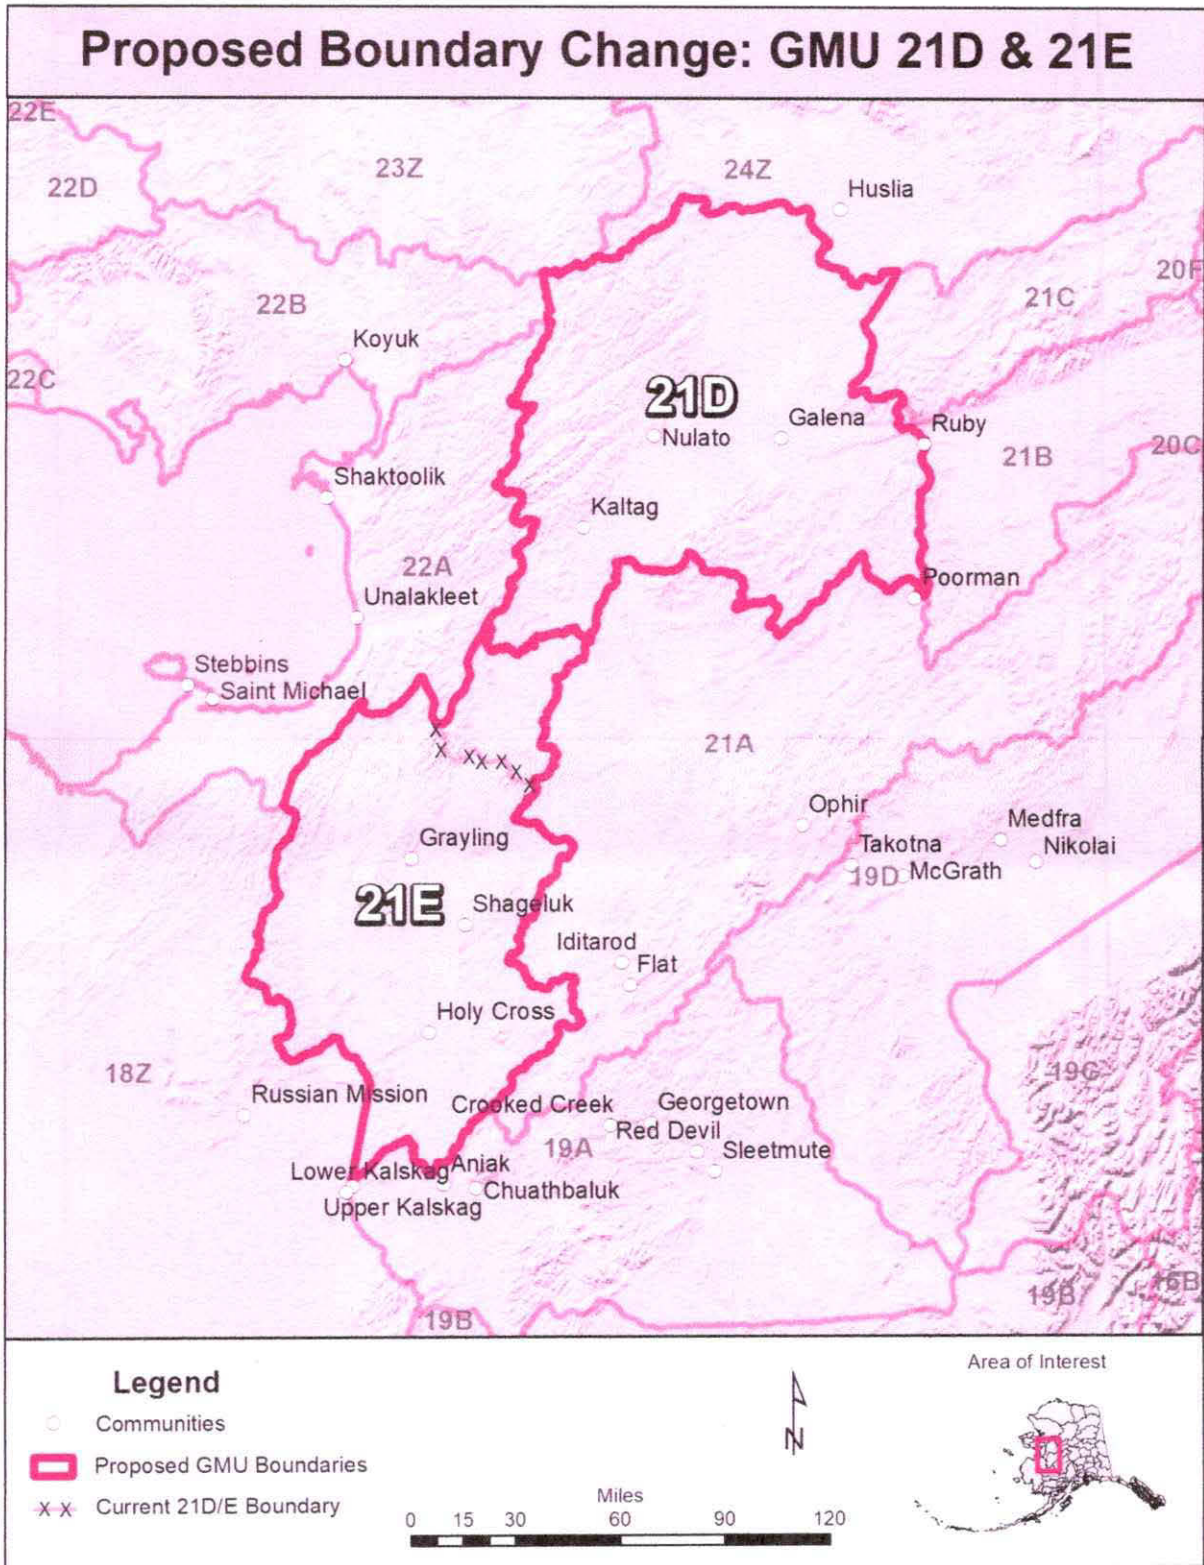 Proposed Boundary Change: GMU 21D & 21E
22E
23Z
24Z
22D
Huslia
20F
21C
22B
Koyuk
22C
21D
Galena
Ruby
Nulato
21B
20C
Shaktoolik
Kaltag
22A
Poorman
Unalakleet
Stebbins
Saint Michael
21A
Ophir
Medfra
Grayling
Takotna
Nikolai
19D
McGrath
21E
Shageluk
Iditarod
Flat
Holy Cross
18Z
19C
Russian Mission
Crooked Creek
Georgetown
Red Devil
19A
Sleetmute
Lower Kalskag
Aniak
Chuathbaluk
Upper Kalskag
19B
19B
16B
Legend
Communities
Proposed GMU Boundaries
X X Current 21D/E Boundary
N
Miles
0 15 30 60 90 120
Area of Interest